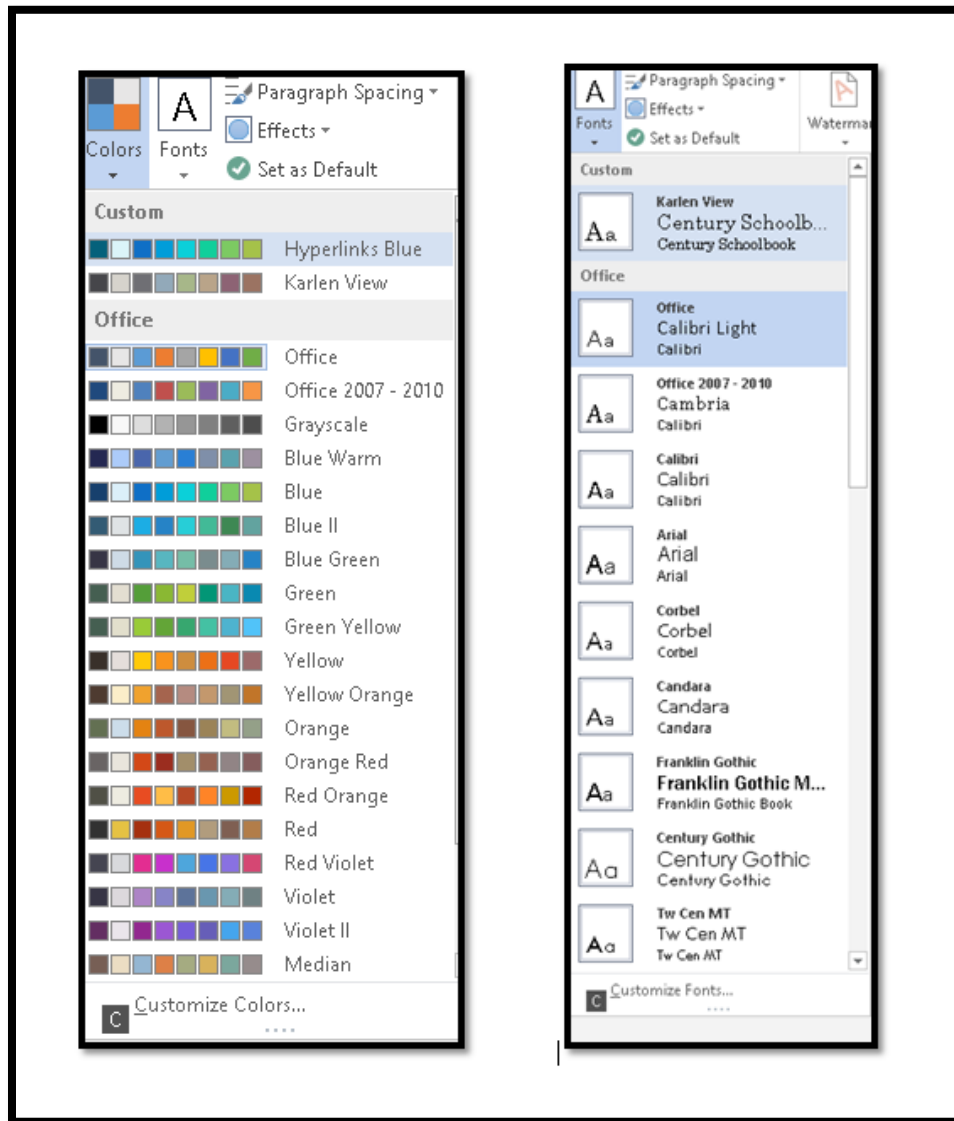 Paragraph Spacing
Effects
Set as Default
Colors
Fonts
Custom
Hyperlinks Blue
Karlen View
Office
Office
Office 2007 - 2010
Grayscale
Blue Warm
Blue
Blue II
Blue Green
Green
Green Yellow
Yellow
Yellow Orange
Orange
Orange Red
Red Orange
Red
Red Violet
Violet
Violet II
Median
C
Customize Colors...
A
Paragraph Spacing
Effects
Set as Default
Fonts
Waterma
Custom
Aa
Karlen View
Century Schoolb...
Century Schoolbook
Office
Aa
Office
Calibri Light
Calibri
Aa
Office 2007 - 2010
Cambria
Calibri
Aa
Calibri
Calibri
Calibri
Aa
Arial
Arial
Arial
Aa
Corbel
Corbel
Corbel
Aa
Candara
Candara
Candara
Aa
Franklin Gothic
Franklin Gothic M...
Franklin Gothic Book
Aa
Century Gothic
Century Gothic
Century Gothic
Aa
Tw Cen MT
Tw Cen MT
Tw Cen MT
C
Customize Fonts...